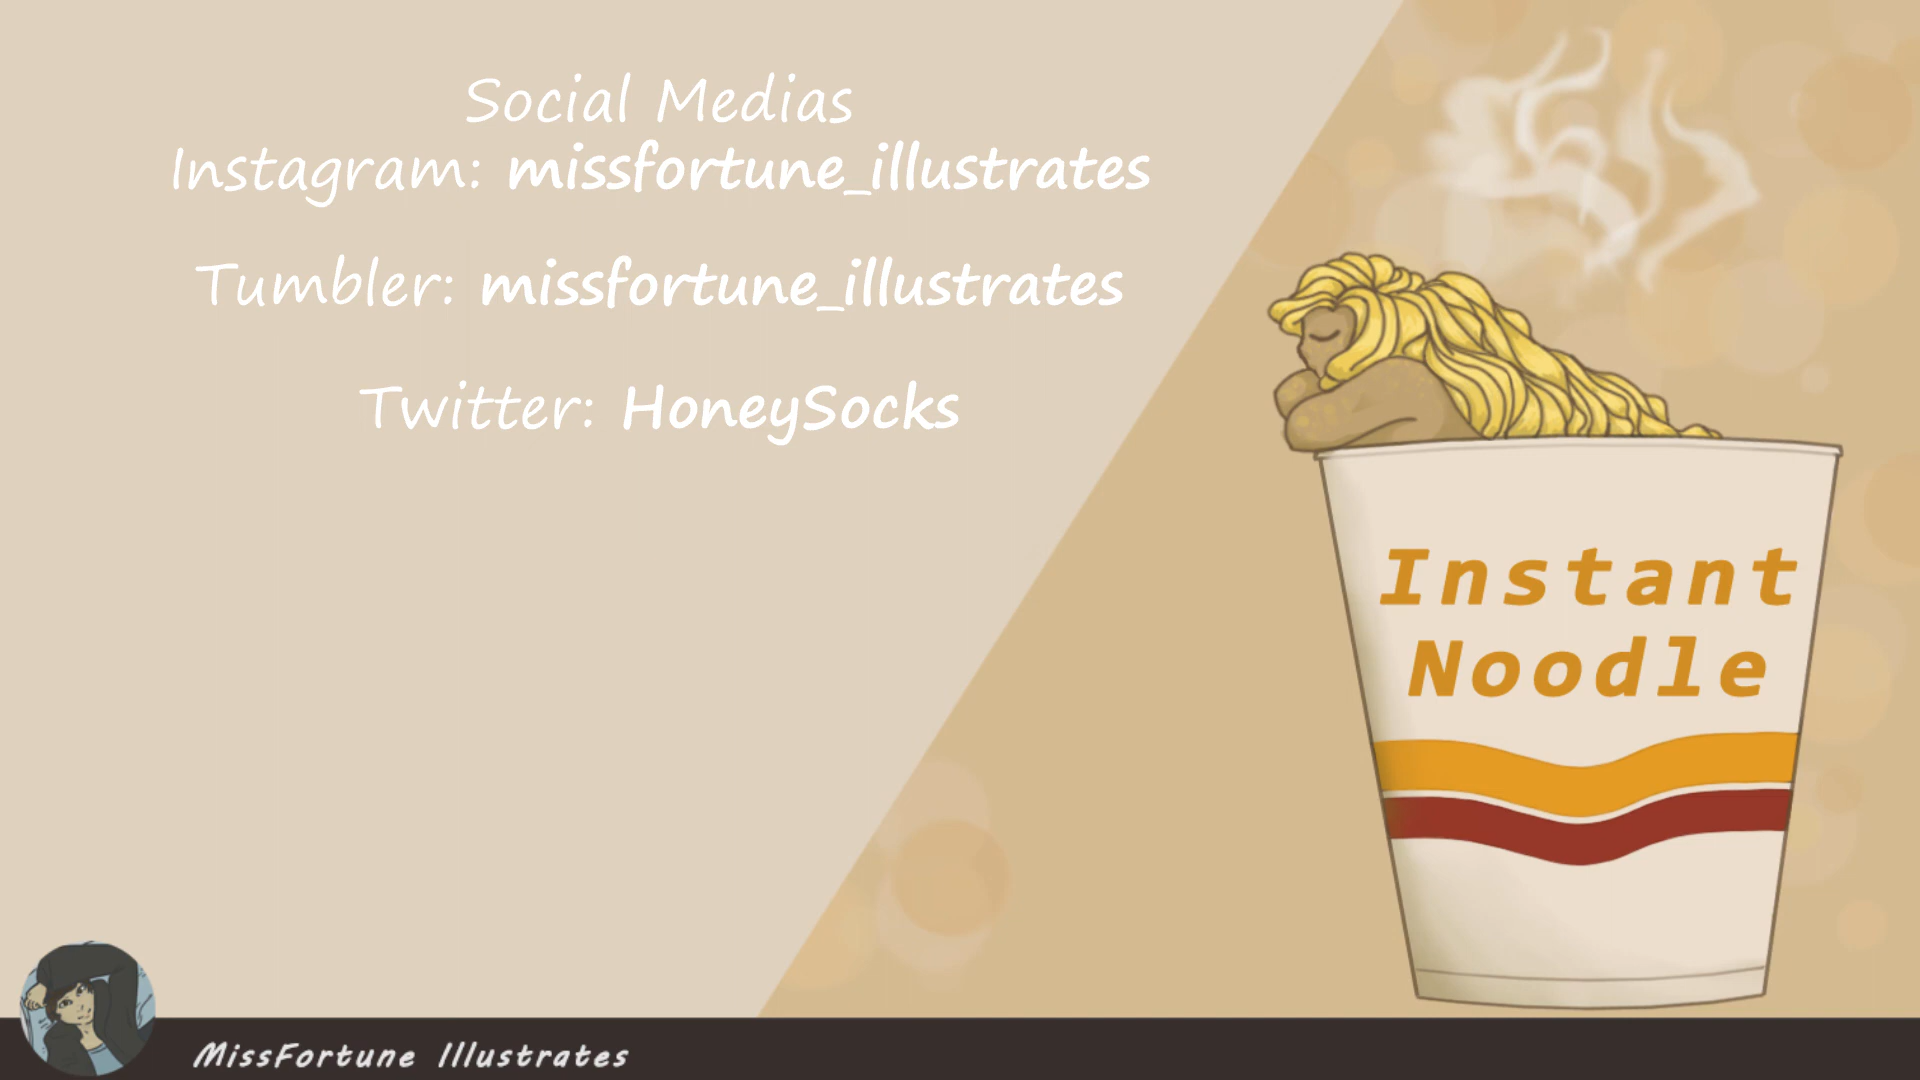 Social Medias
Instagram: missfortune_illustrates
Tumbler: missfortune_illustrates
Twitter: HoneySocks
Instant
Noodle
MissFortune Illustrates